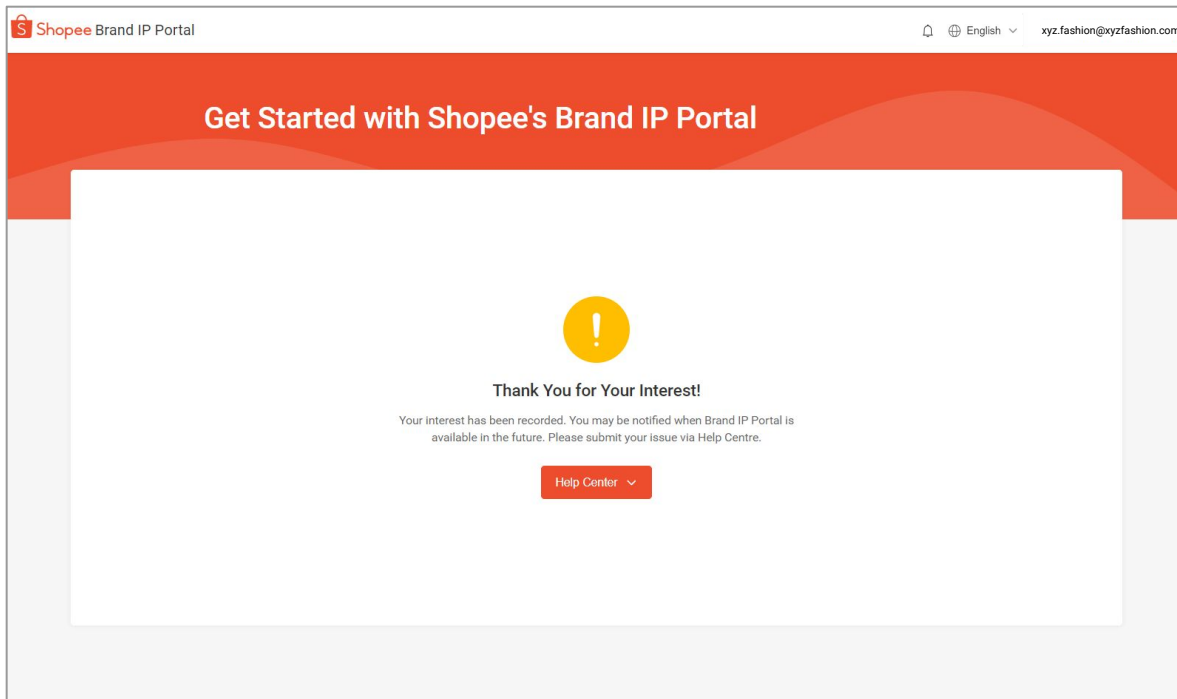 Shopee Brand IP Portal
English
xyz.fashion@xyzfashion.com
Get Started with Shopee's Brand IP Portal
Thank You for Your Interest!
Your interest has been recorded. You may be notified when Brand IP Portal is
available in the future. Please submit your issue via Help Centre.
Help Center